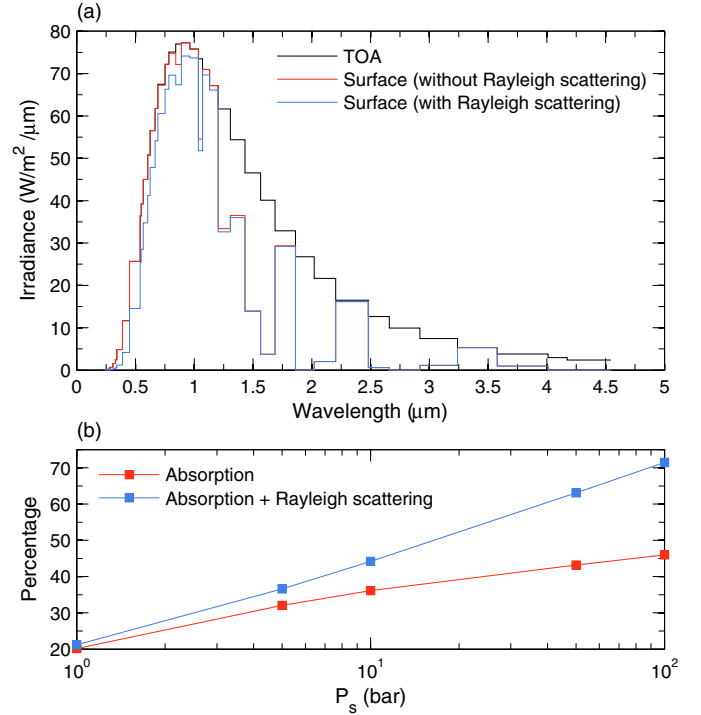 (a)
80
70
60
50
40
30
20
10
0
Irradiance (W/m² /μm)
TOA
Surface (without Rayleigh scattering)
Surface (with Rayleigh scattering)
0 0.5 1 1.5 2 2.5 3 3.5 4 4.5 5
Wavelength (μm)
(b)
70
60
50
40
30
20
Percentage
Absorption
Absorption + Rayleigh scattering
10⁰ 10¹ 10²
P_s (bar)